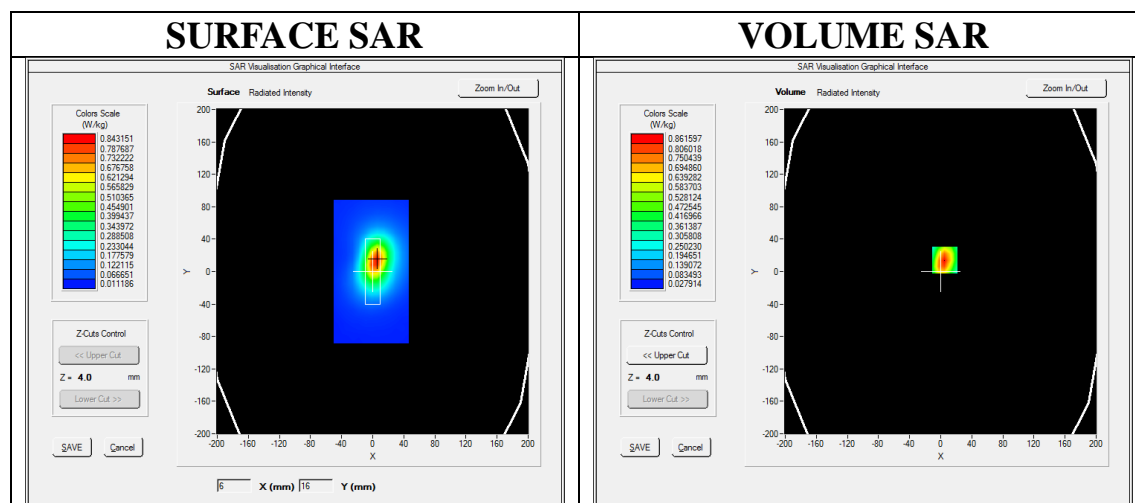 SURFACE SAR
SAR Visualisation Graphical Interface
Surface Radiated Intensity
Zoom In/Out
Colors Scale
(W/kg)
0.843151
0.787687
0.732222
0.676758
0.621294
0.565829
0.510365
0.454901
0.399437
0.343972
0.288508
0.233044
0.177579
0.122115
0.066651
0.011186
Z-Cuts Control
<< Upper Cut
Z = 4.0 mm
Lower Cut >>
SAVE Cancel
200
160
120
80
40
0
-40
-80
-120
-160
-200
Y
-200 -160 -120 -80 -40 0 40 80 120 160 200
X
6 X (mm) 16 Y (mm)
VOLUME SAR
SAR Visualisation Graphical Interface
Volume Radiated Intensity
Zoom In/Out
Colors Scale
(W/kg)
0.861597
0.806018
0.750439
0.694860
0.639282
0.583703
0.528124
0.472545
0.416966
0.361387
0.305808
0.250230
0.194651
0.139072
0.083493
0.027914
Z-Cuts Control
<< Upper Cut
Z = 4.0 mm
Lower Cut >>
SAVE Cancel
200
160
120
80
40
0
-40
-80
-120
-160
-200
Y
-200 -160 -120 -80 -40 0 40 80 120 160 200
X